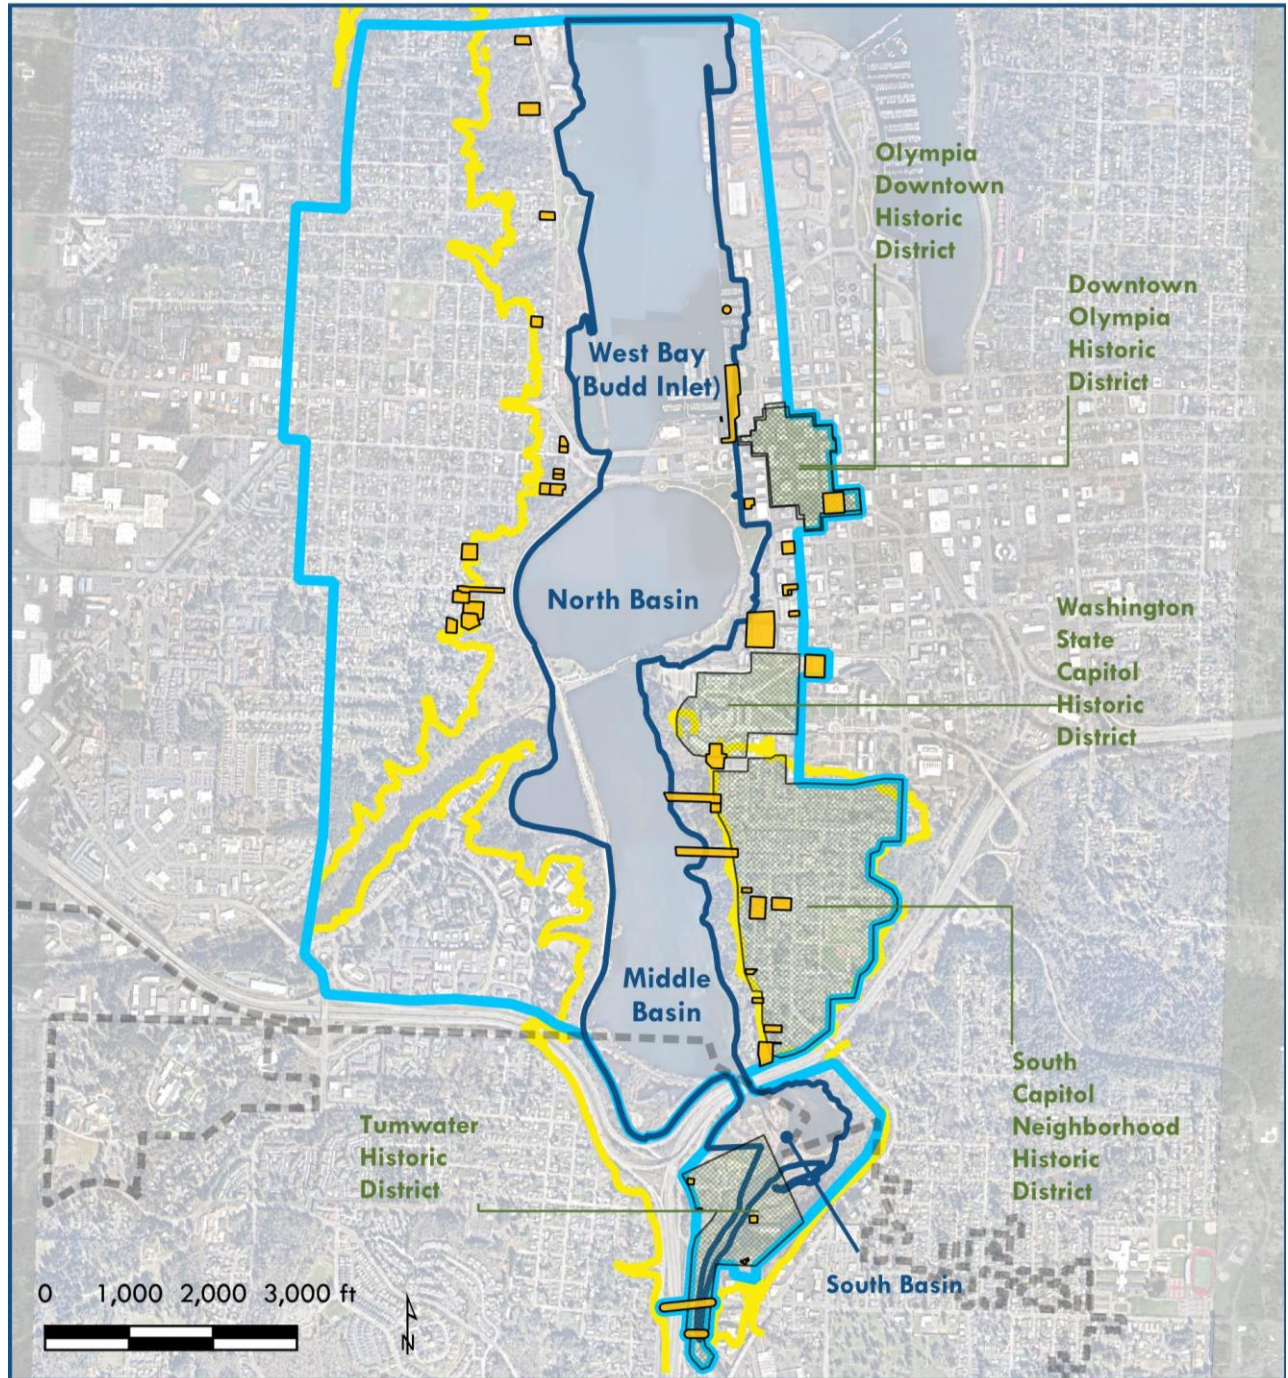 Olympia
Downtown
Historic
District
Downtown
Olympia
Historic
District
West Bay
(Budd Inlet)
North Basin
Washington
State
Capitol
Historic
District
Middle
Basin
South
Capitol
Neighborhood
Historic
District
Tumwater
Historic
District
South Basin
0 1,000 2,000 3,000 ft
N